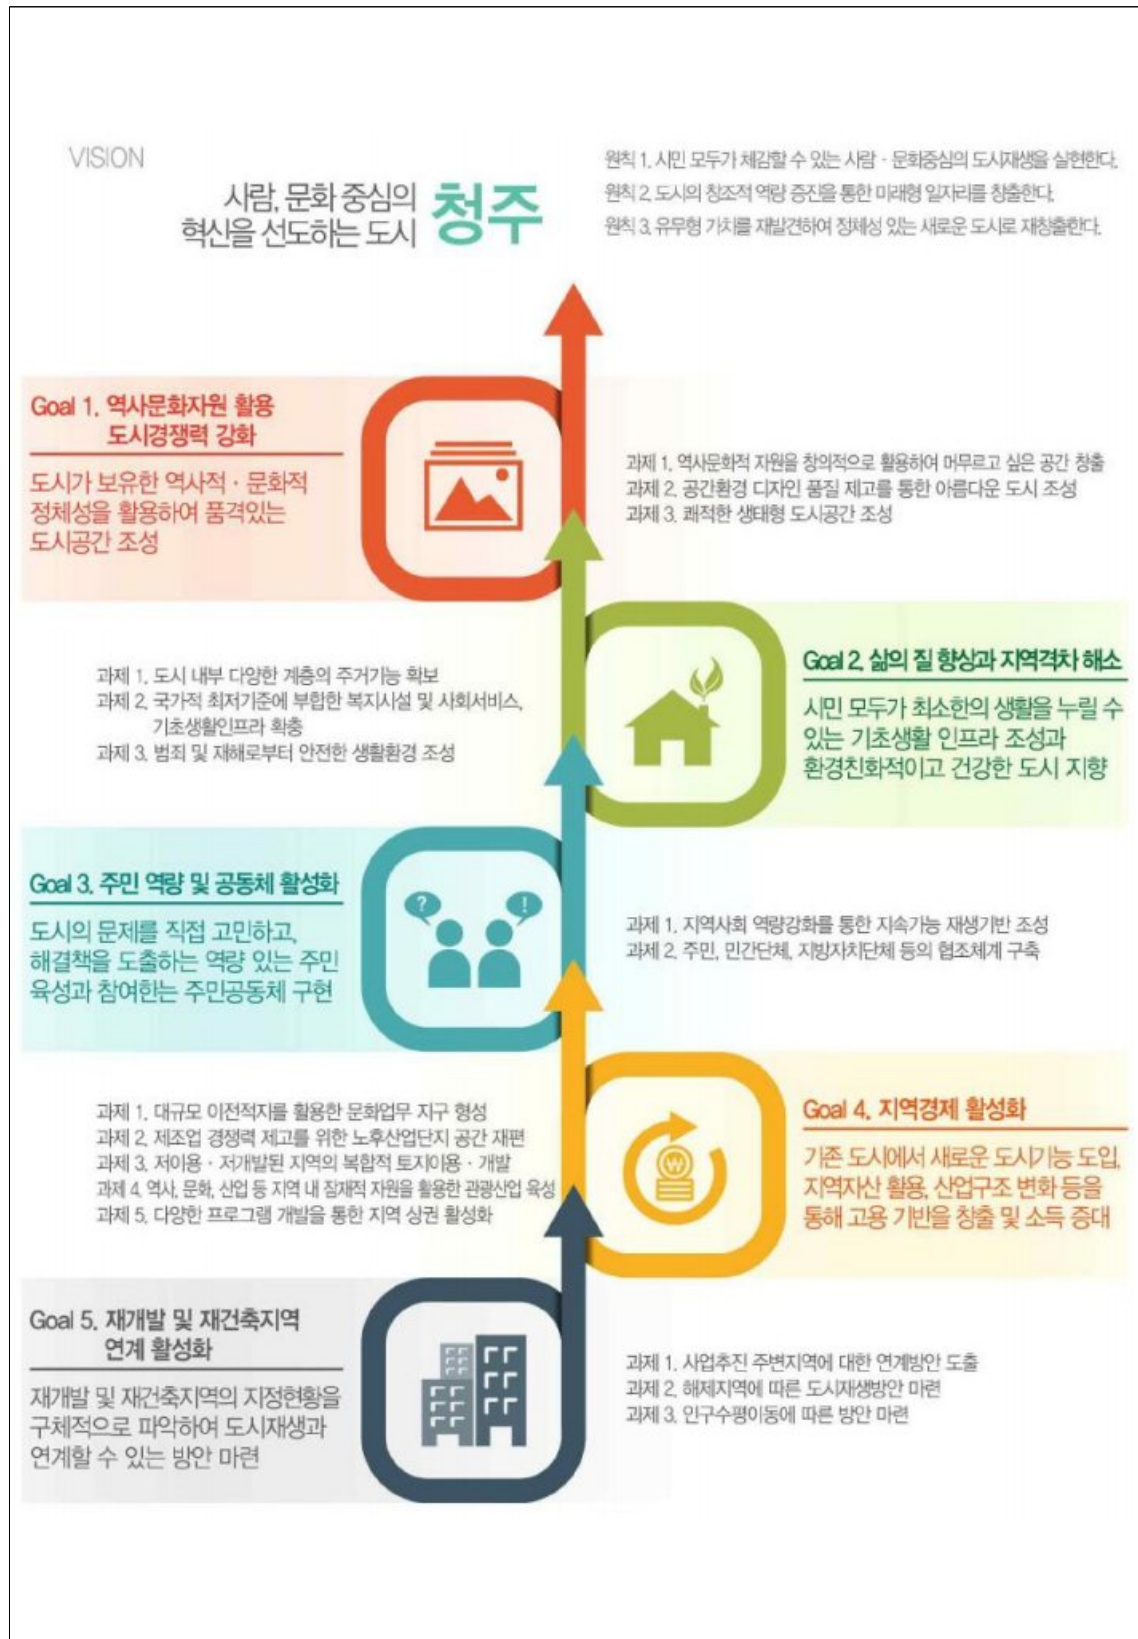 VISION
사람, 문화 중심의
혁신을 선도하는 도시
청주
원칙 1. 시민 모두가 체감할 수 있는 사람 · 문화중심의 도시재생을 실현한다.
원칙 2. 도시의 창조적 역량 증진을 통한 미래형 일자리를 창출한다.
원칙 3. 유무형 가치를 재발견하여 정체성 있는 새로운 도시로 재창출한다.
Goal 1. 역사문화자원 활용
도시경쟁력 강화
도시가 보유한 역사적 · 문화적
정체성을 활용하여 품격있는
도시공간 조성
과제 1. 역사문화적 자원을 창의적으로 활용하여 머무르고 싶은 공간 창출
과제 2. 공간환경 디자인 품질 제고를 통한 아름다운 도시 조성
과제 3. 쾌적한 생태형 도시공간 조성
Goal 2. 삶의 질 향상과 지역격차 해소
시민 모두가 최소한의 생활을 누릴 수
있는 기초생활 인프라 조성과
환경친화적이고 건강한 도시 지향
과제 1. 도시 내부 다양한 계층의 주거기능 확보
과제 2. 국가적 최저기준에 부합한 복지시설 및 사회서비스,
기초생활인프라 확충
과제 3. 범죄 및 재해로부터 안전한 생활환경 조성
Goal 3. 주민 역량 및 공동체 활성화
도시의 문제를 직접 고민하고,
해결책을 도출하는 역량 있는 주민
육성과 참여한는 주민공동체 구현
?
!
과제 1. 지역사회 역량강화를 통한 지속가능 재생기반 조성
과제 2. 주민, 민간단체, 지방자치단체 등의 협조체계 구축
Goal 4. 지역경제 활성화
기존 도시에서 새로운 도시기능 도입,
지역자산 활용, 산업구조 변화 등을
통해 고용 기반을 창출 및 소득 증대
₩
과제 1. 대규모 이전적지를 활용한 문화업무 지구 형성
과제 2. 제조업 경쟁력 제고를 위한 노후산업단지 공간 재편
과제 3. 저이용 · 저개발된 지역의 복합적 토지이용 · 개발
과제 4. 역사, 문화, 산업 등 지역 내 잠재적 자원을 활용한 관광산업 육성
과제 5. 다양한 프로그램 개발을 통한 지역 상권 활성화
Goal 5. 재개발 및 재건축지역
연계 활성화
재개발 및 재건축지역의 지정현황을
구체적으로 파악하여 도시재생과
연계할 수 있는 방안 마련
과제 1. 사업추진 주변지역에 대한 연계방안 도출
과제 2. 해제지역에 따른 도시재생방안 마련
과제 3. 인구수평이동에 따른 방안 마련